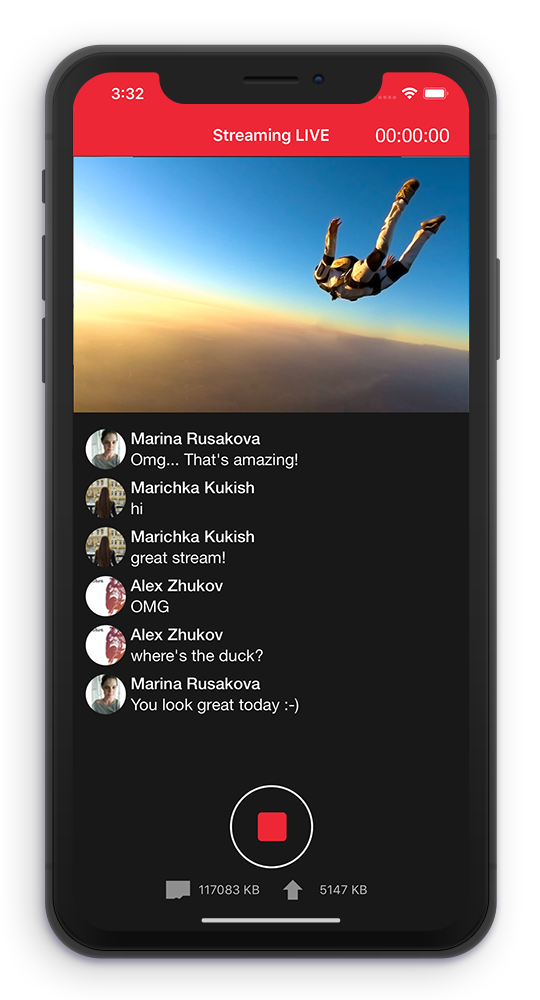 3:32
Streaming LIVE 00:00:00
Marina Rusakova
Omg... That's amazing!
Marichka Kukish
hi
Marichka Kukish
great stream!
Alex Zhukov
OMG
Alex Zhukov
where's the duck?
Marina Rusakova
You look great today :-)
117083 KB 5147 KB